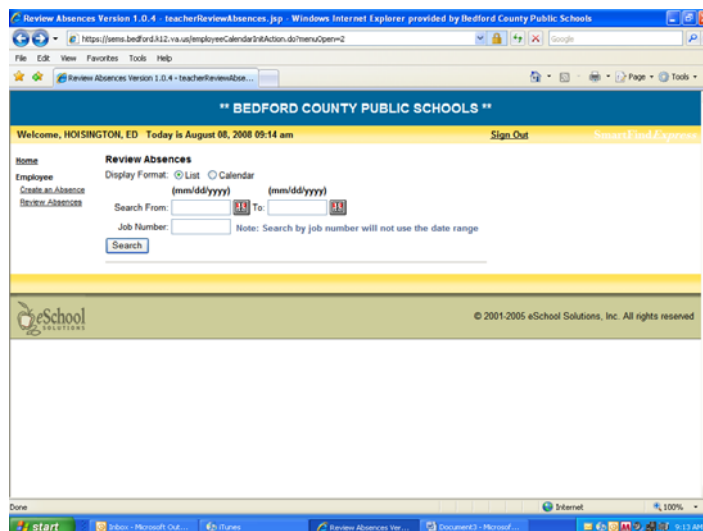 Review Absences Version 1.0.4 - teacherReviewAbsences.jsp - Windows Internet Explorer provided by Bedford County Public Schools
https://sems.bedford.k12.va.us/employeeCalendarInitAction.do?menuOpen=2
Google
File Edit View Favorites Tools Help
Review Absences Version 1.0.4 - teacherReviewAbse...
Page Tools
** BEDFORD COUNTY PUBLIC SCHOOLS **
Welcome, HOISINGTON, ED Today is August 08, 2008 09:14 am Sign Out SmartFindExpress
Home
Employee
Create an Absence
Review Absences
Review Absences
Display Format: List Calendar
(mm/dd/yyyy) (mm/dd/yyyy)
Search From: To:
Job Number: Note: Search by job number will not use the date range
Search
eSchool
SOLUTIONS
© 2001-2005 eSchool Solutions, Inc. All rights reserved
Done Internet 100%
start Inbox - Microsoft Out... iTunes Review Absences Ver... Document3 - Microsof... 9:13 AM